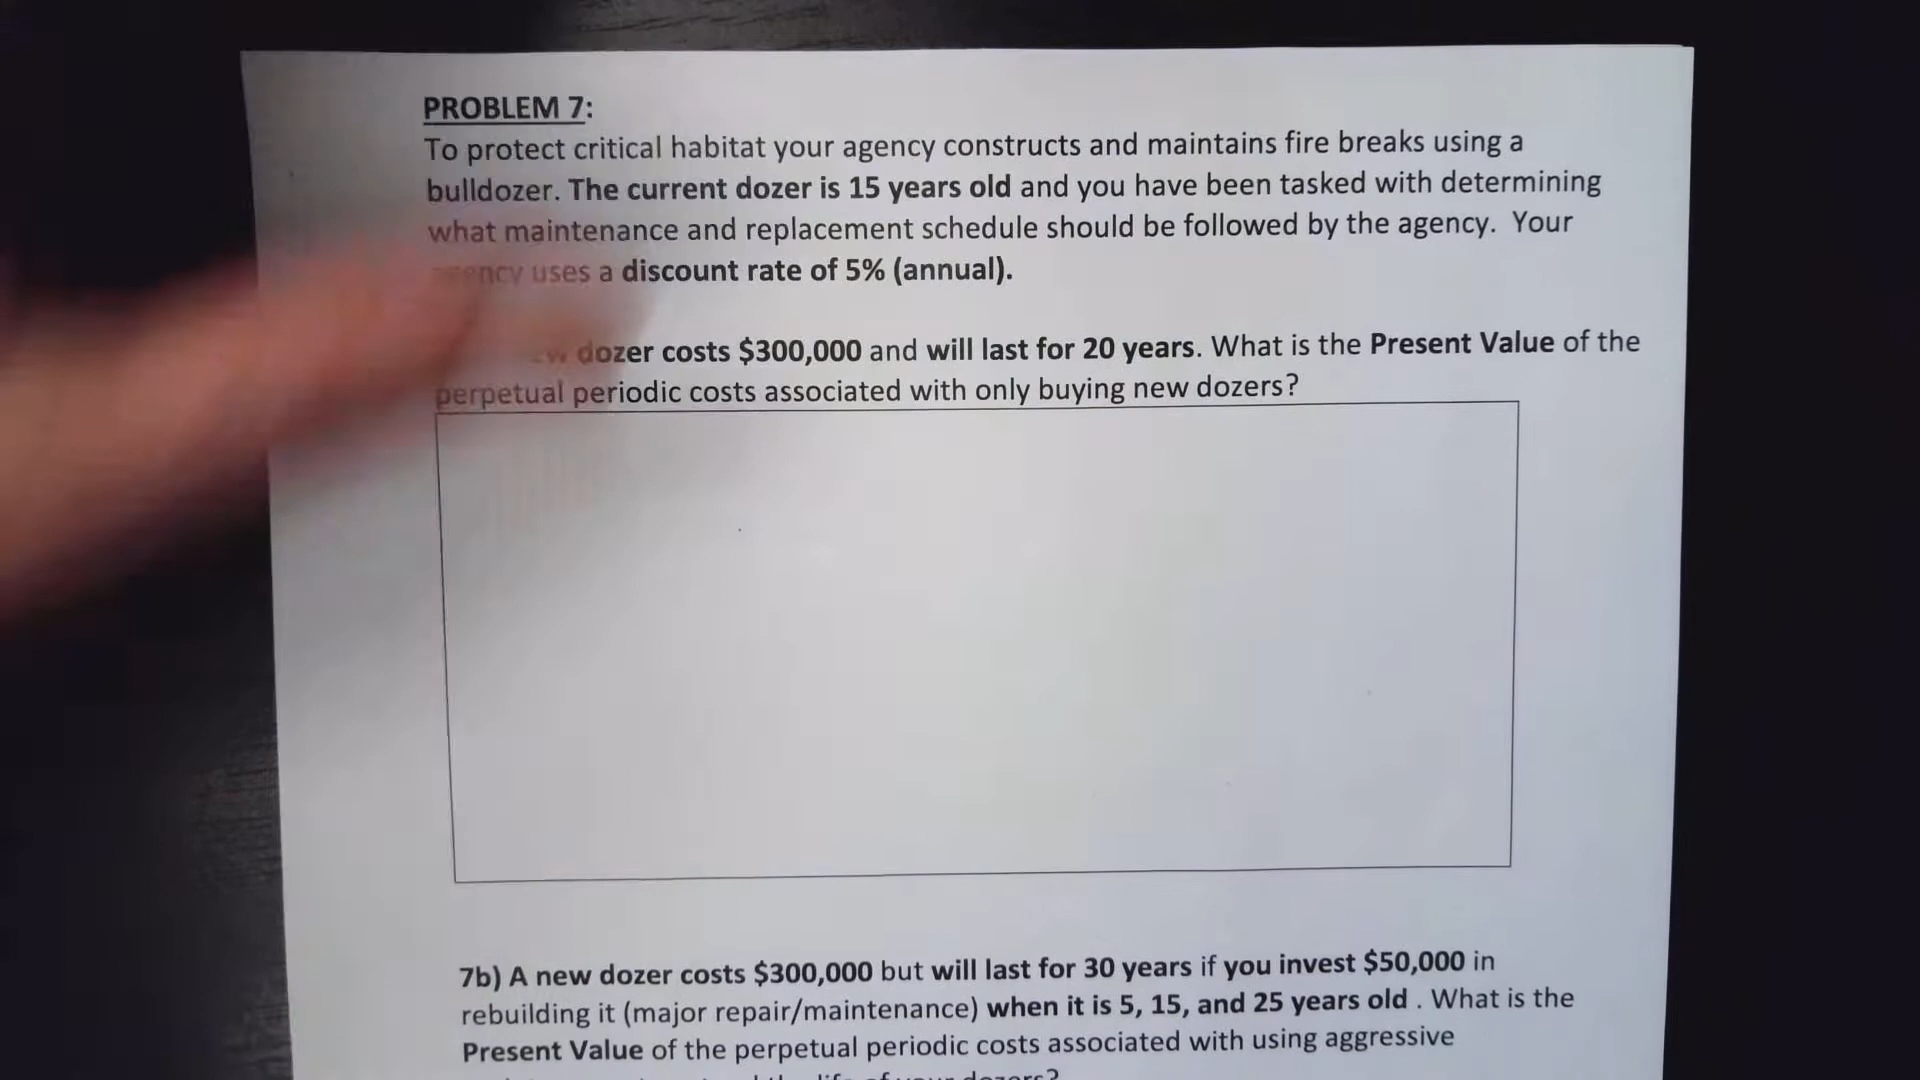 PROBLEM 7:
To protect critical habitat your agency constructs and maintains fire breaks using a
bulldozer. The current dozer is 15 years old and you have been tasked with determining
what maintenance and replacement schedule should be followed by the agency. Your
agency uses a discount rate of 5% (annual).
dozer costs $300,000 and will last for 20 years. What is the Present Value of the
perpetual periodic costs associated with only buying new dozers?
7b) A new dozer costs $300,000 but will last for 30 years if you invest $50,000 in
rebuilding it (major repair/maintenance) when it is 5, 15, and 25 years old . What is the
Present Value of the perpetual periodic costs associated with using aggressive
life of your dozers?